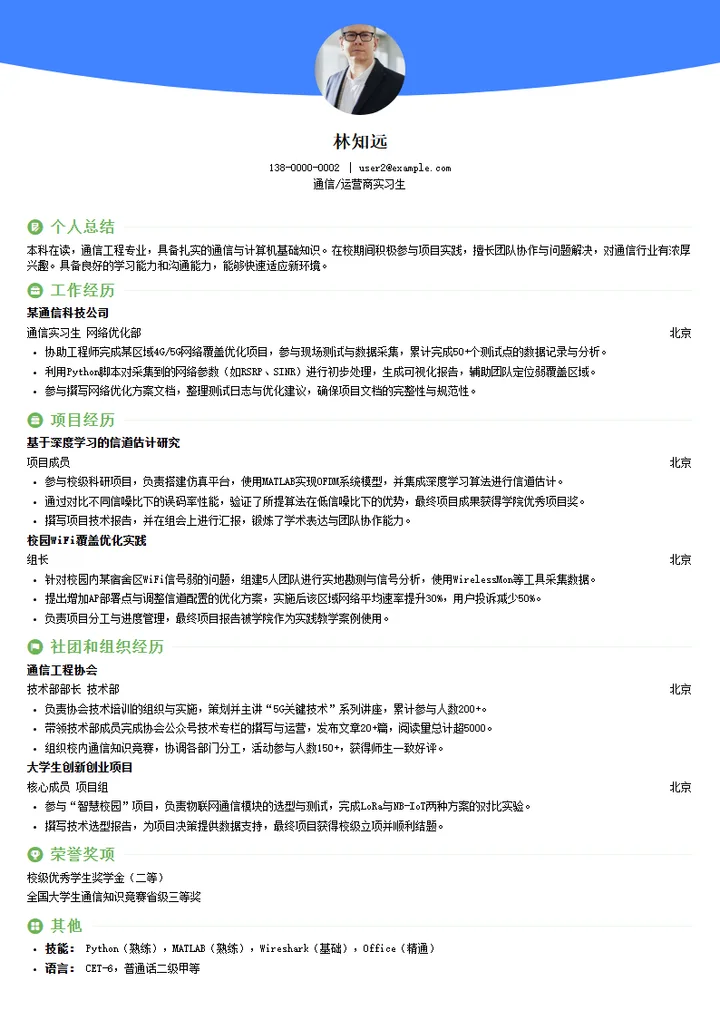 林知远
138-0000-0002 | user2@example.com
通信/运营商实习生
个人总结
本科在读，通信工程专业，具备扎实的通信与计算机基础知识。在校期间积极参与项目实践，擅长团队协作与问题解决，对通信行业有浓厚
兴趣。具备良好的学习能力和沟通能力，能够快速适应新环境。
工作经历
某通信科技公司
通信实习生 网络优化部 北京
• 协助工程师完成某区域4G/5G网络覆盖优化项目，参与现场测试与数据采集，累计完成50+个测试点的数据记录与分析。
• 利用Python脚本对采集到的网络参数（如RSRP、SINR）进行初步处理，生成可视化报告，辅助团队定位弱覆盖区域。
• 参与撰写网络优化方案文档，整理测试日志与优化建议，确保项目文档的完整性与规范性。
项目经历
基于深度学习的信道估计研究
项目成员 北京
• 参与校级科研项目，负责搭建仿真平台，使用MATLAB实现OFDM系统模型，并集成深度学习算法进行信道估计。
• 通过对比不同信噪比下的误码率性能，验证了所提算法在低信噪比下的优势，最终项目成果获得学院优秀项目奖。
• 撰写项目技术报告，并在组会上进行汇报，锻炼了学术表达与团队协作能力。
校园WiFi覆盖优化实践
组长 北京
• 针对校园内某宿舍区WiFi信号弱的问题，组建5人团队进行实地勘测与信号分析，使用WirelessMon等工具采集数据。
• 提出增加AP部署点与调整信道配置的优化方案，实施后该区域网络平均速率提升30%，用户投诉减少50%。
• 负责项目分工与进度管理，最终项目报告被学院作为实践教学案例使用。
社团和组织经历
通信工程协会
技术部部长 技术部 北京
• 负责协会技术培训的组织与实施，策划并主讲“5G关键技术”系列讲座，累计参与人数200+。
• 带领技术部成员完成协会公众号技术专栏的撰写与运营，发布文章20+篇，阅读量总计超5000。
• 组织校内通信知识竞赛，协调各部门分工，活动参与人数150+，获得师生一致好评。
大学生创新创业项目
核心成员 项目组 北京
• 参与“智慧校园”项目，负责物联网通信模块的选型与测试，完成LoRa与NB-IoT两种方案的对比实验。
• 撰写技术选型报告，为项目决策提供数据支持，最终项目获得校级立项并顺利结题。
荣誉奖项
校级优秀学生奖学金（二等）
全国大学生通信知识竞赛省级三等奖
其他
• 技能： Python（熟练），MATLAB（熟练），Wireshark（基础），Office（精通）
• 语言： CET-6，普通话二级甲等